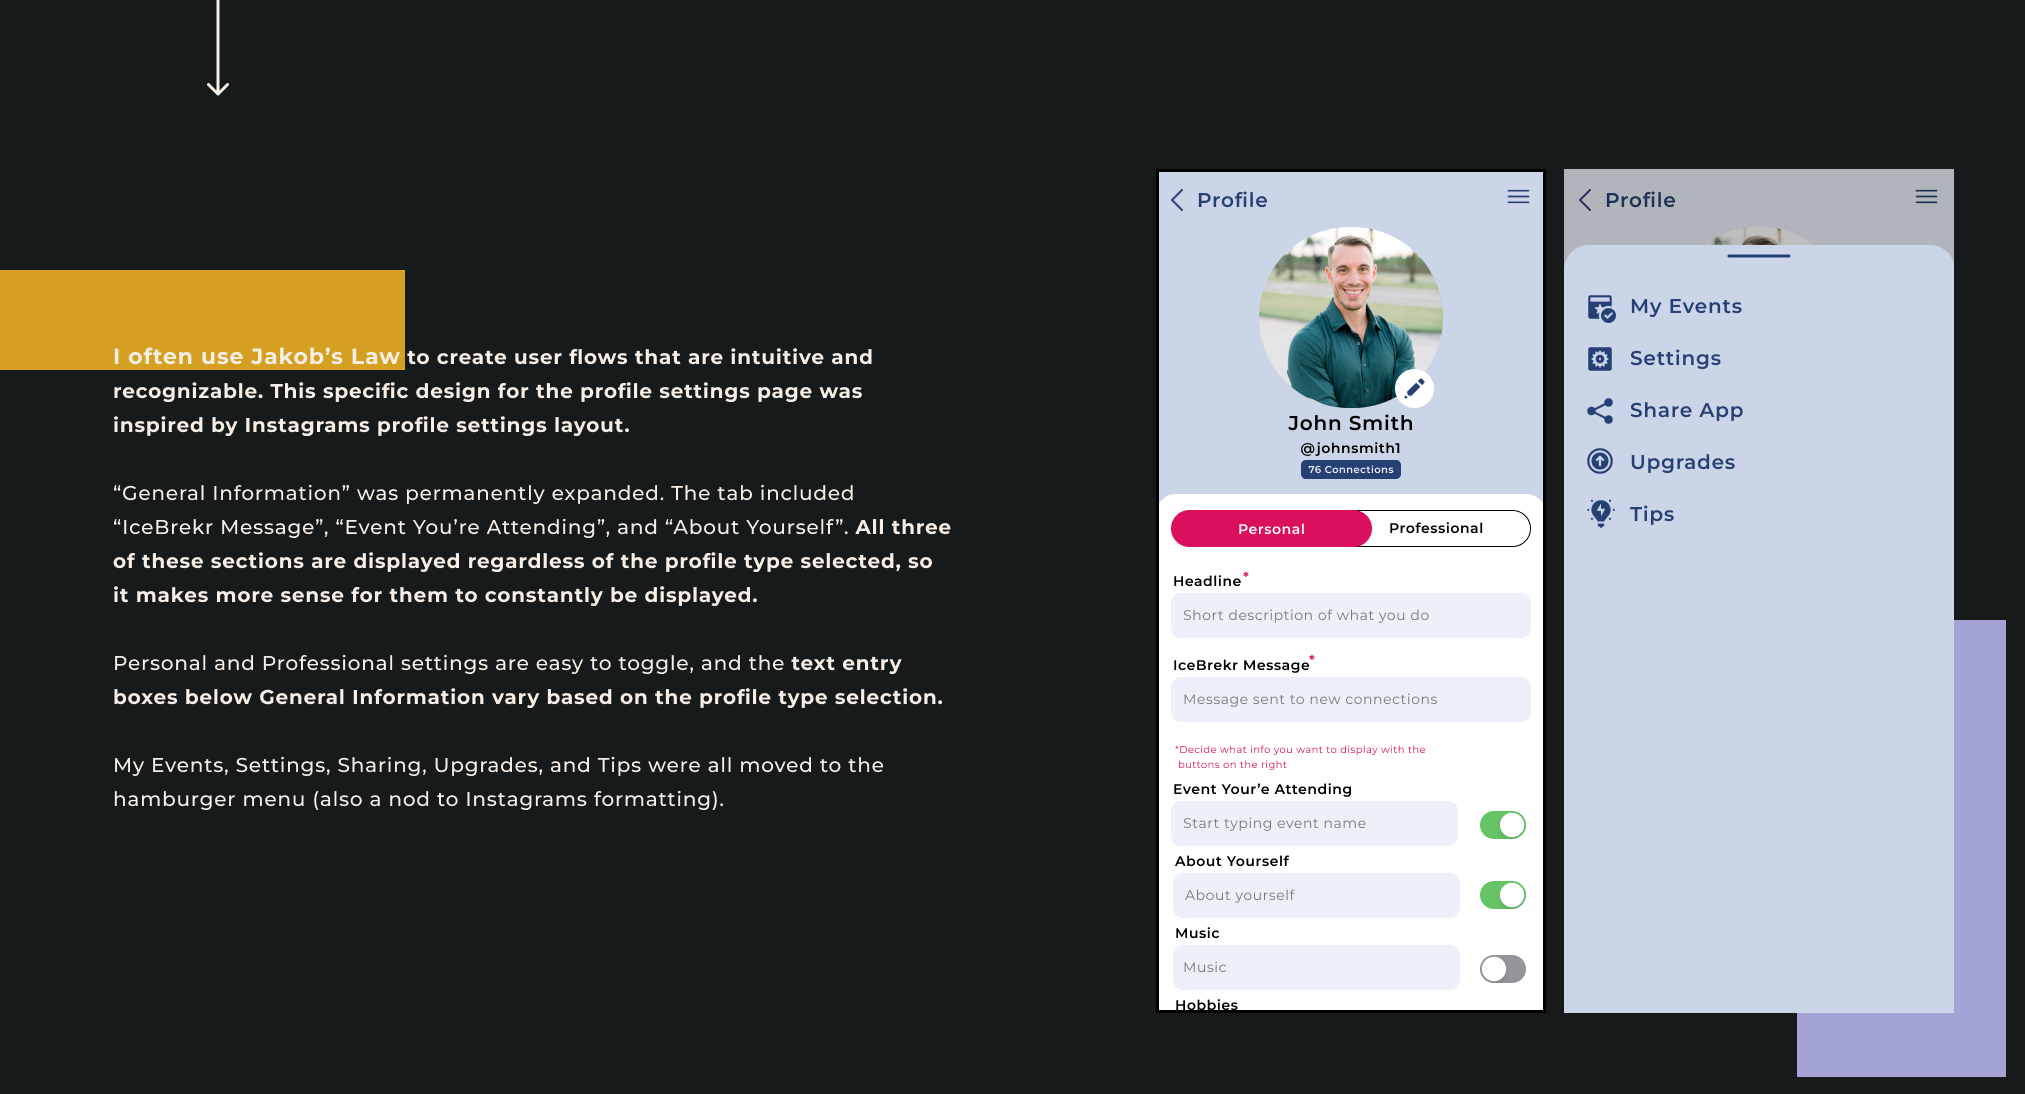 I often use Jakob’s Law to create user flows that are intuitive and
recognizable. This specific design for the profile settings page was
inspired by Instagrams profile settings layout.
“General Information” was permanently expanded. The tab included
“IceBrekr Message”, “Event You’re Attending”, and “About Yourself”. All three
of these sections are displayed regardless of the profile type selected, so
it makes more sense for them to constantly be displayed.
Personal and Professional settings are easy to toggle, and the text entry
boxes below General Information vary based on the profile type selection.
My Events, Settings, Sharing, Upgrades, and Tips were all moved to the
hamburger menu (also a nod to Instagrams formatting).
Profile
John Smith
@johnsmith1
76 Connections
Personal
Professional
Headline*
Short description of what you do
IceBrekr Message*
Message sent to new connections
*Decide what info you want to display with the
buttons on the right
Event Your’e Attending
Start typing event name
About Yourself
About yourself
Music
Music
Hobbies
Profile
My Events
Settings
Share App
Upgrades
Tips